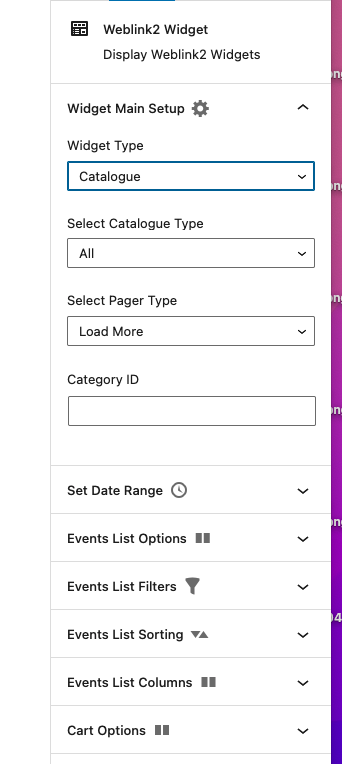 Weblink2 Widget
Display Weblink2 Widgets
Widget Main Setup
Widget Type
Catalogue
Select Catalogue Type
All
Select Pager Type
Load More
Category ID
Set Date Range
Events List Options
Events List Filters
Events List Sorting
Events List Columns
Cart Options